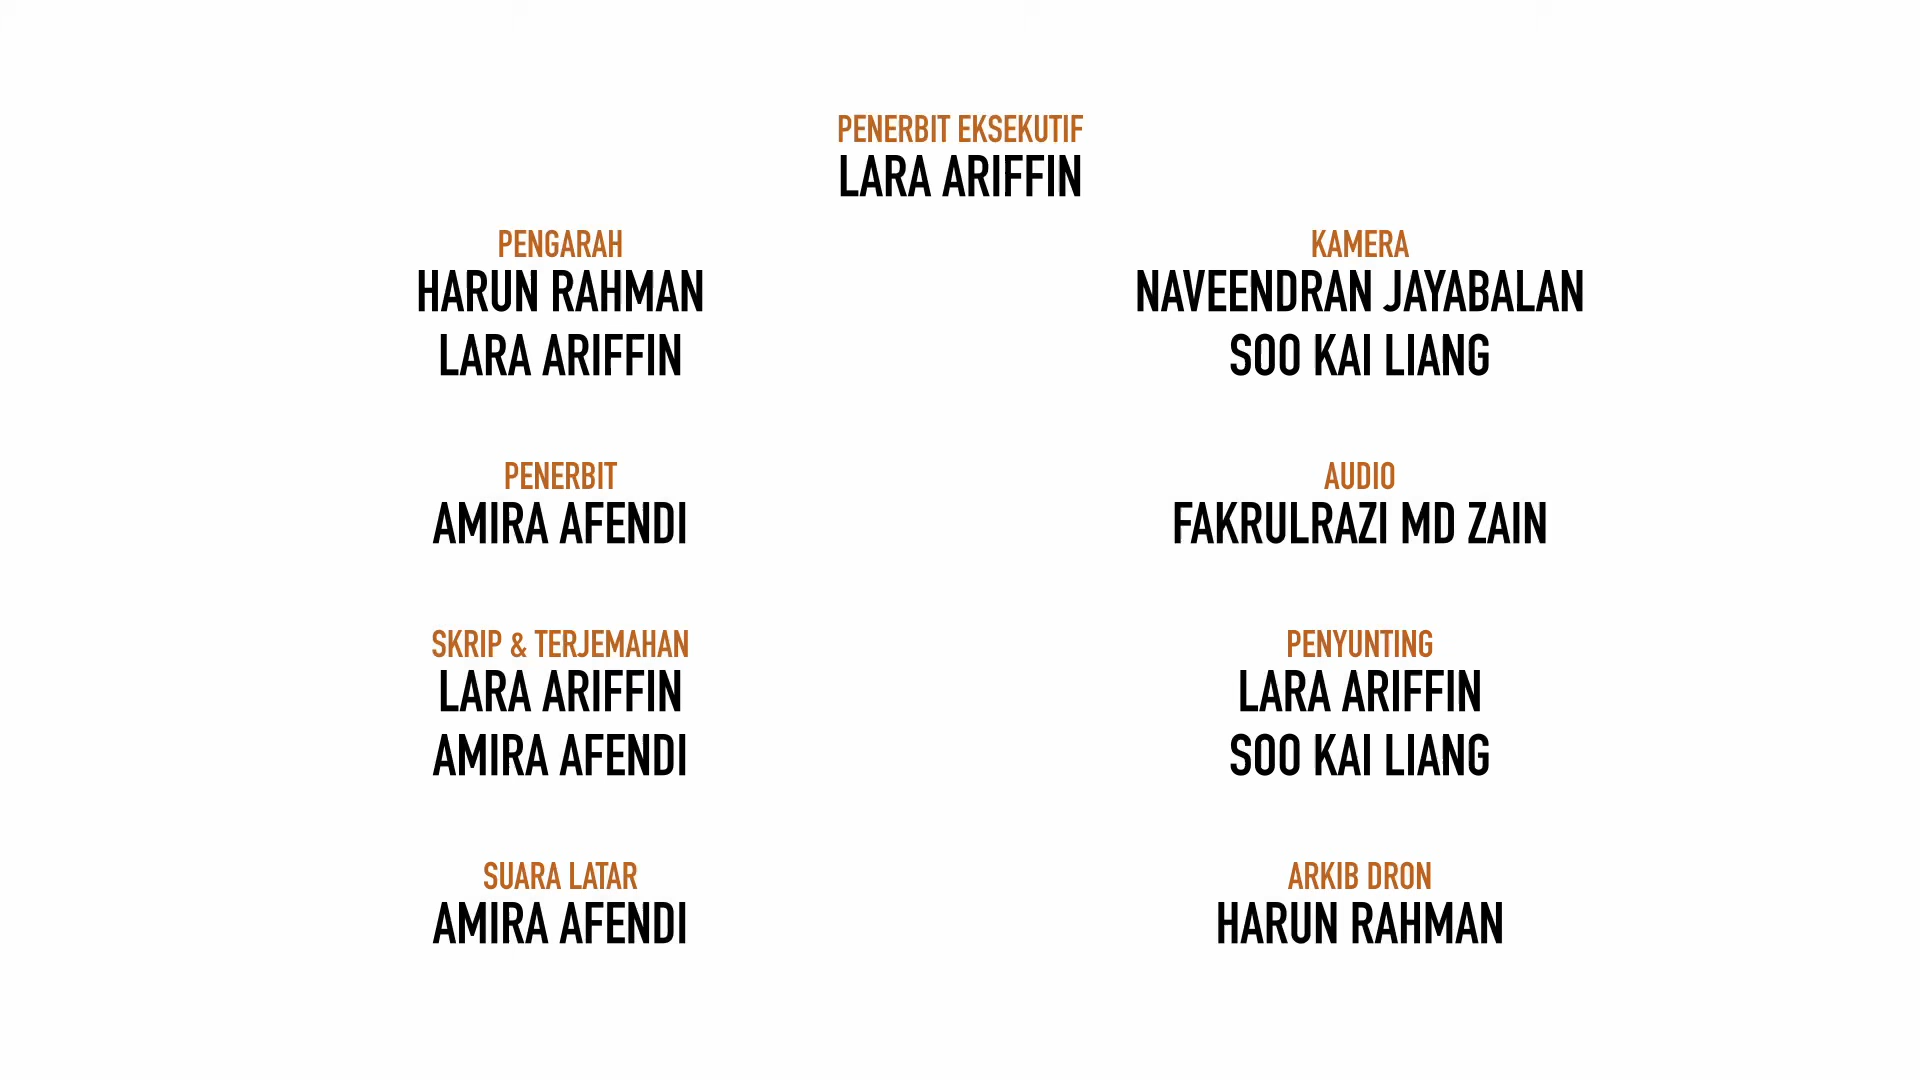 PENERBIT EKSEKUTIF
LARA ARIFFIN
PENGARAH
HARUN RAHMAN
LARA ARIFFIN
PENERBIT
AMIRA AFENDI
SKRIP & TERJEMAHAN
LARA ARIFFIN
AMIRA AFENDI
SUARA LATAR
AMIRA AFENDI
KAMERA
NAVEENDRAN JAYABALAN
SOO KAI LIANG
AUDIO
FAKRULRAZI MD ZAIN
PENYUNTING
LARA ARIFFIN
SOO KAI LIANG
ARKIB DRON
HARUN RAHMAN